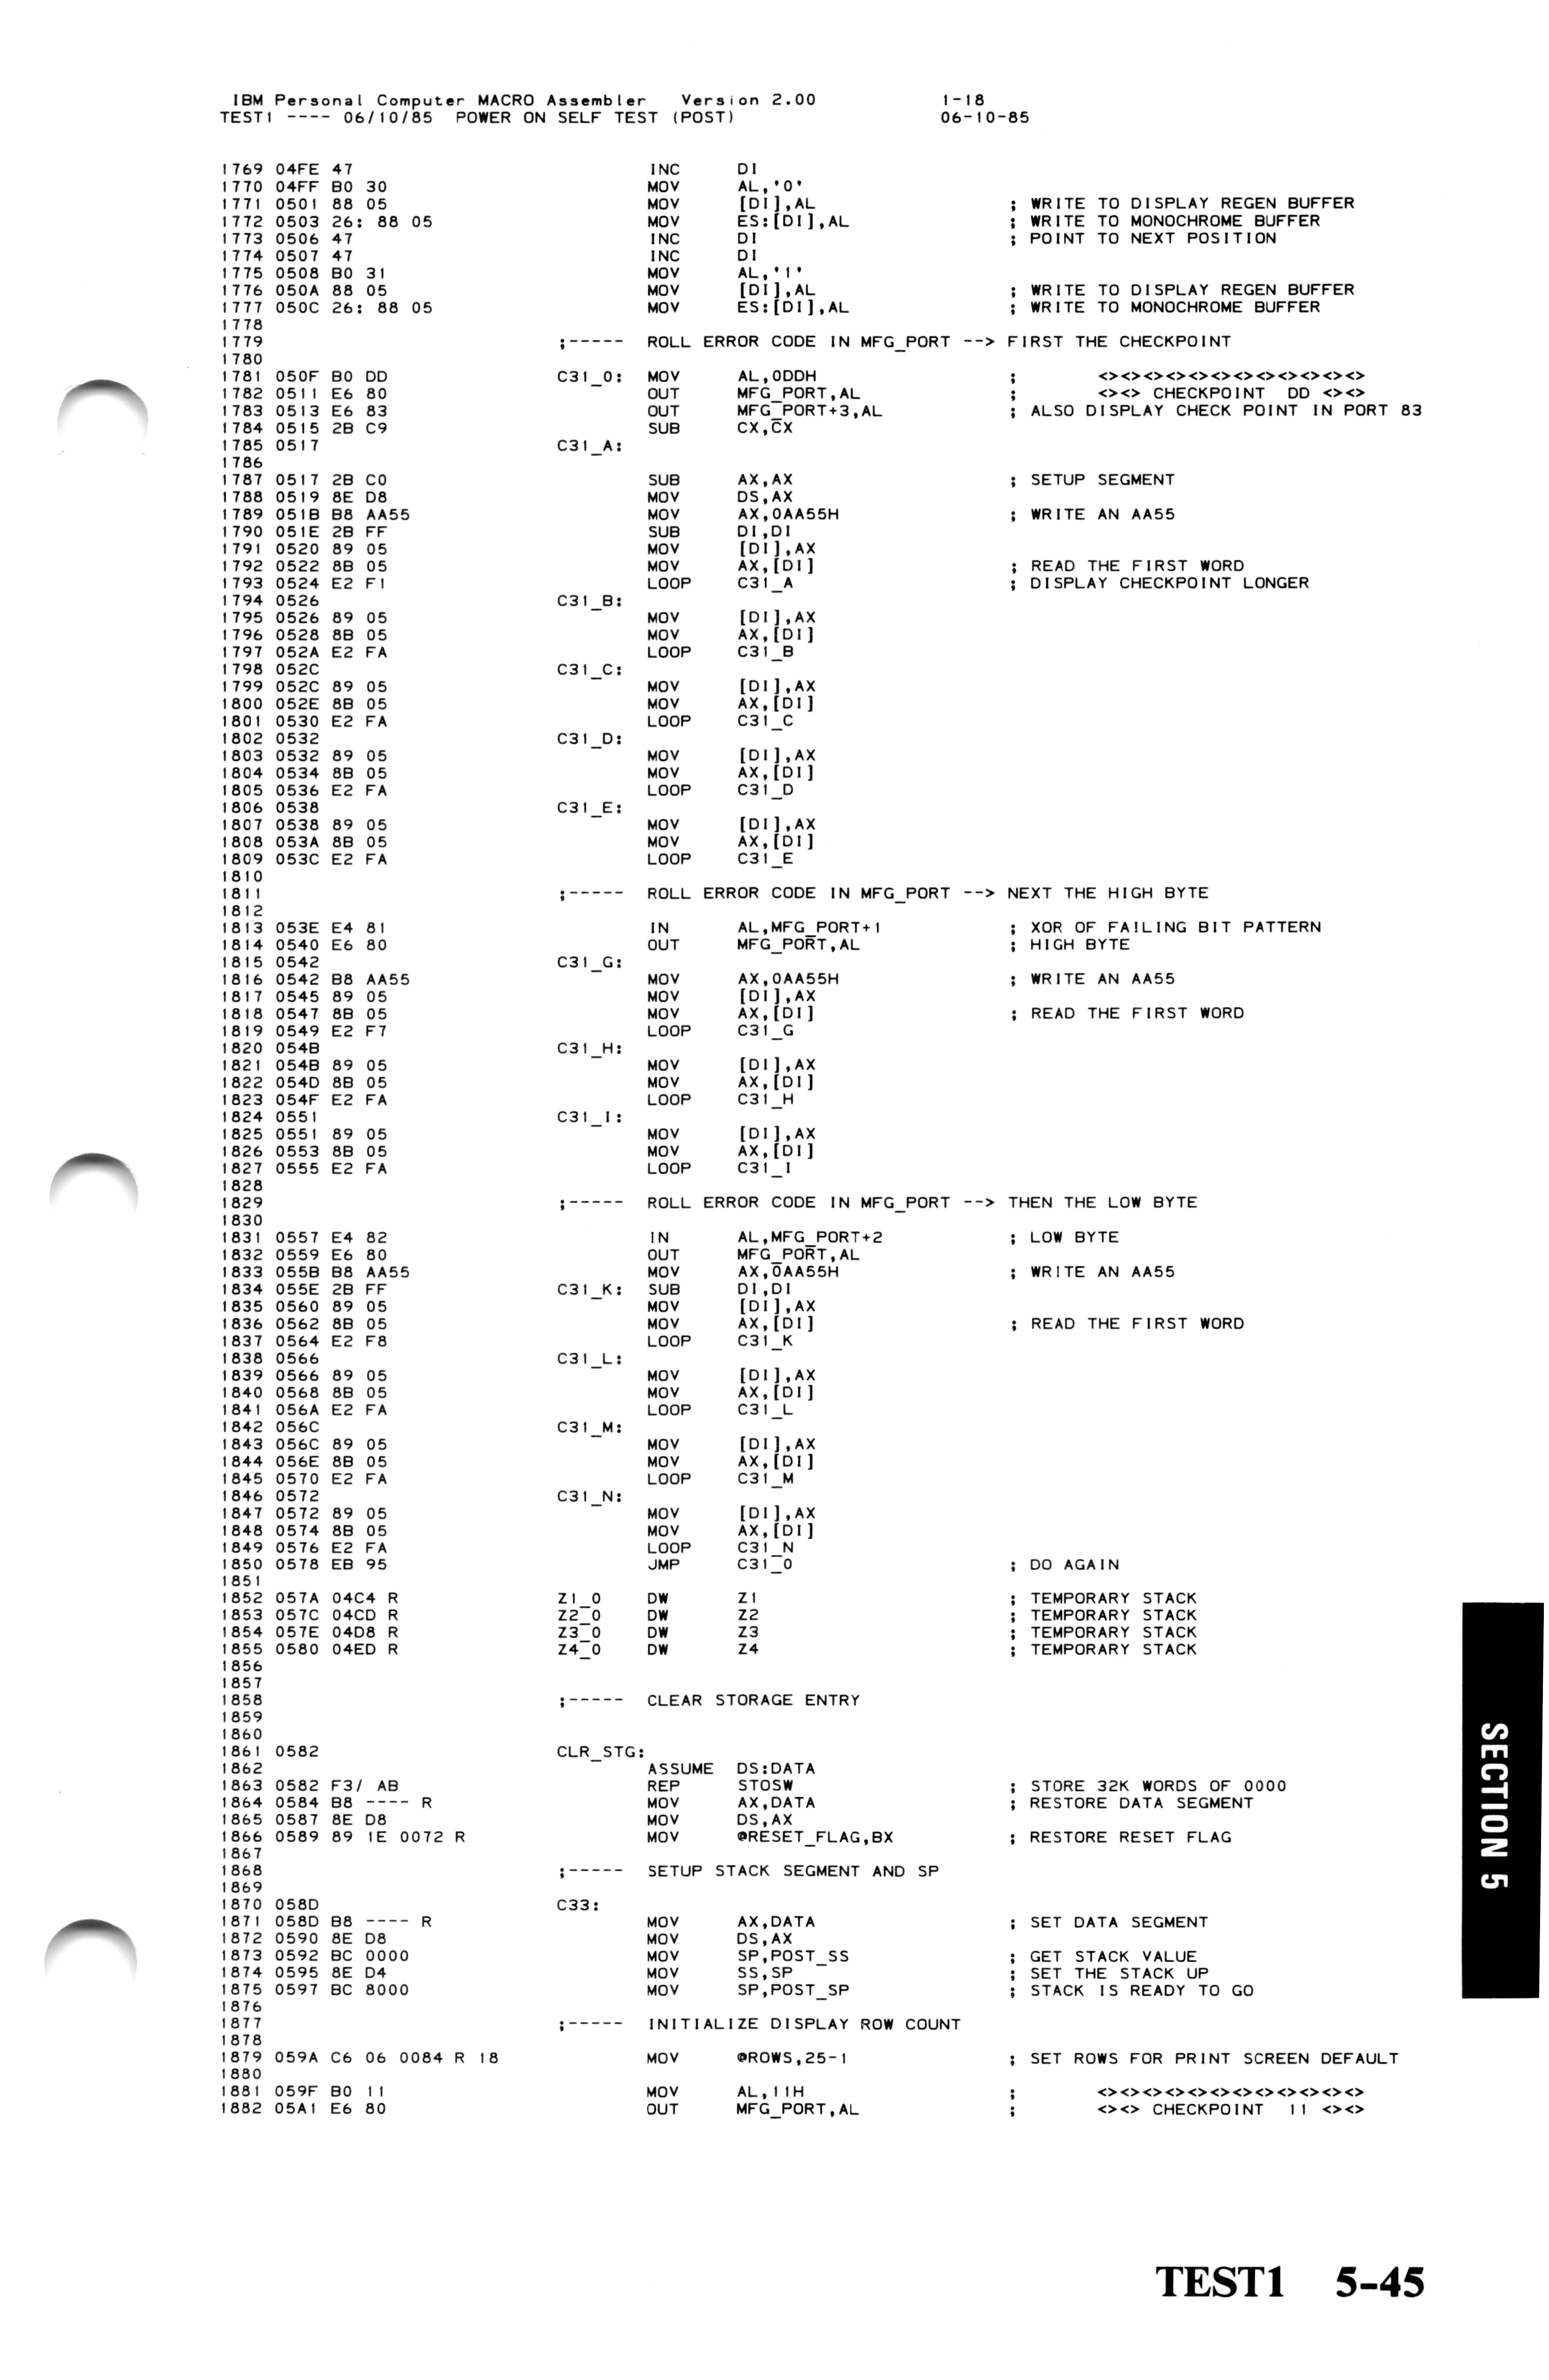 IBM Personal Computer MACRO Assembler   Version 2.00              1-18
TEST1 ---- 06/10/85  POWER ON SELF TEST (POST)                    06-10-85
1769 04FE 47                    INC     DI
1770 04FF B0 30                 MOV     AL,'0'
1771 0501 88 05                 MOV     [DI],AL                 ; WRITE TO DISPLAY REGEN BUFFER
1772 0503 26: 88 05             MOV     ES:[DI],AL              ; WRITE TO MONOCHROME BUFFER
1773 0506 47                    INC     DI                      ; POINT TO NEXT POSITION
1774 0507 47                    INC     DI
1775 0508 B0 31                 MOV     AL,'1'
1776 050A 88 05                 MOV     [DI],AL                 ; WRITE TO DISPLAY REGEN BUFFER
1777 050C 26: 88 05             MOV     ES:[DI],AL              ; WRITE TO MONOCHROME BUFFER
1778
1779                    ;-----  ROLL ERROR CODE IN MFG_PORT --> FIRST THE CHECKPOINT
1780
1781 050F B0 DD         C31_0:  MOV     AL,0DDH                 ;       <><><><><><><><><><><><>
1782 0511 E6 80                 OUT     MFG_PORT,AL             ;       <><> CHECKPOINT  DD <><>
1783 0513 E6 83                 OUT     MFG_PORT+3,AL           ; ALSO DISPLAY CHECK POINT IN PORT 83
1784 0515 2B C9                 SUB     CX,CX
1785 0517               C31_A:
1786
1787 0517 2B C0                 SUB     AX,AX                   ; SETUP SEGMENT
1788 0519 8E D8                 MOV     DS,AX
1789 051B B8 AA55               MOV     AX,0AA55H               ; WRITE AN AA55
1790 051E 2B FF                 SUB     DI,DI
1791 0520 89 05                 MOV     [DI],AX
1792 0522 8B 05                 MOV     AX,[DI]                 ; READ THE FIRST WORD
1793 0524 E2 F1                 LOOP    C31_A                   ; DISPLAY CHECKPOINT LONGER
1794 0526               C31_B:
1795 0526 89 05                 MOV     [DI],AX
1796 0528 8B 05                 MOV     AX,[DI]
1797 052A E2 FA                 LOOP    C31_B
1798 052C               C31_C:
1799 052C 89 05                 MOV     [DI],AX
1800 052E 8B 05                 MOV     AX,[DI]
1801 0530 E2 FA                 LOOP    C31_C
1802 0532               C31_D:
1803 0532 89 05                 MOV     [DI],AX
1804 0534 8B 05                 MOV     AX,[DI]
1805 0536 E2 FA                 LOOP    C31_D
1806 0538               C31_E:
1807 0538 89 05                 MOV     [DI],AX
1808 053A 8B 05                 MOV     AX,[DI]
1809 053C E2 FA                 LOOP    C31_E
1810
1811                    ;-----  ROLL ERROR CODE IN MFG_PORT --> NEXT THE HIGH BYTE
1812
1813 053E E4 81                 IN      AL,MFG_PORT+1           ; XOR OF FAILING BIT PATTERN
1814 0540 E6 80                 OUT     MFG_PORT,AL             ; HIGH BYTE
1815 0542               C31_G:
1816 0542 B8 AA55               MOV     AX,0AA55H               ; WRITE AN AA55
1817 0545 89 05                 MOV     [DI],AX
1818 0547 8B 05                 MOV     AX,[DI]                 ; READ THE FIRST WORD
1819 0549 E2 F7                 LOOP    C31_G
1820 054B               C31_H:
1821 054B 89 05                 MOV     [DI],AX
1822 054D 8B 05                 MOV     AX,[DI]
1823 054F E2 FA                 LOOP    C31_H
1824 0551               C31_I:
1825 0551 89 05                 MOV     [DI],AX
1826 0553 8B 05                 MOV     AX,[DI]
1827 0555 E2 FA                 LOOP    C31_I
1828
1829                    ;-----  ROLL ERROR CODE IN MFG_PORT --> THEN THE LOW BYTE
1830
1831 0557 E4 82                 IN      AL,MFG_PORT+2           ; LOW BYTE
1832 0559 E6 80                 OUT     MFG_PORT,AL
1833 055B B8 AA55               MOV     AX,0AA55H               ; WRITE AN AA55
1834 055E 2B FF         C31_K:  SUB     DI,DI
1835 0560 89 05                 MOV     [DI],AX
1836 0562 8B 05                 MOV     AX,[DI]                 ; READ THE FIRST WORD
1837 0564 E2 F8                 LOOP    C31_K
1838 0566               C31_L:
1839 0566 89 05                 MOV     [DI],AX
1840 0568 8B 05                 MOV     AX,[DI]
1841 056A E2 FA                 LOOP    C31_L
1842 056C               C31_M:
1843 056C 89 05                 MOV     [DI],AX
1844 056E 8B 05                 MOV     AX,[DI]
1845 0570 E2 FA                 LOOP    C31_M
1846 0572               C31_N:
1847 0572 89 05                 MOV     [DI],AX
1848 0574 8B 05                 MOV     AX,[DI]
1849 0576 E2 FA                 LOOP    C31_N
1850 0578 EB 95                 JMP     C31_0                   ; DO AGAIN
1851
1852 057A 04C4 R        Z1_0    DW      Z1                      ; TEMPORARY STACK
1853 057C 04CD R        Z2_0    DW      Z2                      ; TEMPORARY STACK
1854 057E 04D8 R        Z3_0    DW      Z3                      ; TEMPORARY STACK
1855 0580 04ED R        Z4_0    DW      Z4                      ; TEMPORARY STACK
1856
1857
1858                    ;-----  CLEAR STORAGE ENTRY
1859
1860
1861 0582               CLR_STG:
1862                            ASSUME  DS:DATA
1863 0582 F3/ AB                REP     STOSW                   ; STORE 32K WORDS OF 0000
1864 0584 B8 ---- R             MOV     AX,DATA                 ; RESTORE DATA SEGMENT
1865 0587 8E D8                 MOV     DS,AX
1866 0589 89 1E 0072 R          MOV     @RESET_FLAG,BX          ; RESTORE RESET FLAG
1867
1868                    ;-----  SETUP STACK SEGMENT AND SP
1869
1870 058D               C33:
1871 058D B8 ---- R             MOV     AX,DATA                 ; SET DATA SEGMENT
1872 0590 8E D8                 MOV     DS,AX
1873 0592 BC 0000               MOV     SP,POST_SS              ; GET STACK VALUE
1874 0595 8E D4                 MOV     SS,SP                   ; SET THE STACK UP
1875 0597 BC 8000               MOV     SP,POST_SP              ; STACK IS READY TO GO
1876
1877                    ;-----  INITIALIZE DISPLAY ROW COUNT
1878
1879 059A C6 06 0084 R 18       MOV     @ROWS,25-1              ; SET ROWS FOR PRINT SCREEN DEFAULT
1880
1881 059F B0 11                 MOV     AL,11H                  ;       <><><><><><><><><><><><>
1882 05A1 E6 80                 OUT     MFG_PORT,AL             ;       <><> CHECKPOINT  11 <><>
SECTION 5
TEST1   5-45